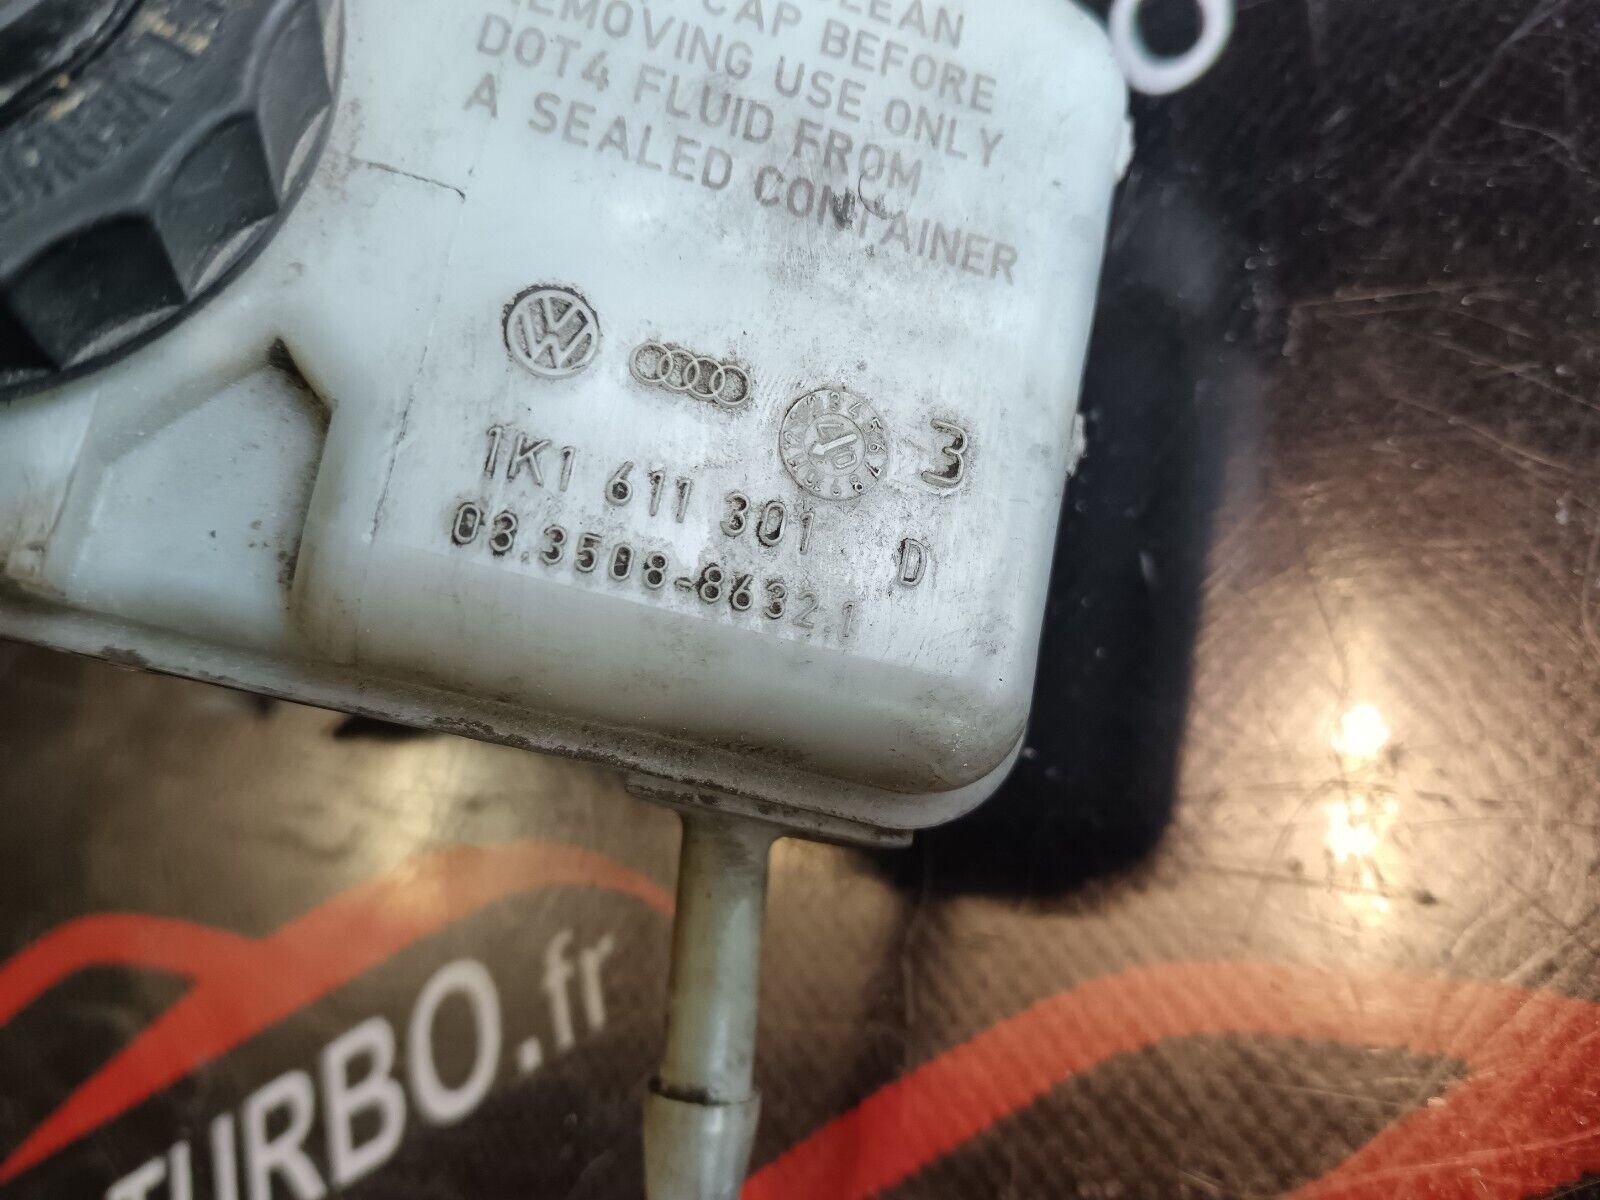 CLEAN
CAP BEFORE
REMOVING USE ONLY
DOT4 FLUID FROM
A SEALED CONTAINER
3
1K1 611 301 D
03.3508-8632.1
TURBO.fr